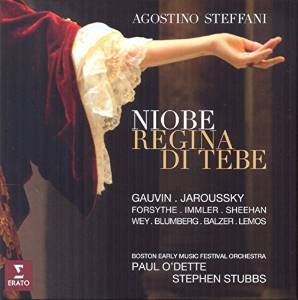 AGOSTINO STEFFANI
NIOBE
REGINA
DI TEBE
GAUVIN . JAROUSSKY
FORSYTHE . IMMLER . SHEEHAN
WEY . BLUMBERG . BALZER . LEMOS
BOSTON EARLY MUSIC FESTIVAL ORCHESTRA
PAUL O'DETTE
STEPHEN STUBBS
ERATO